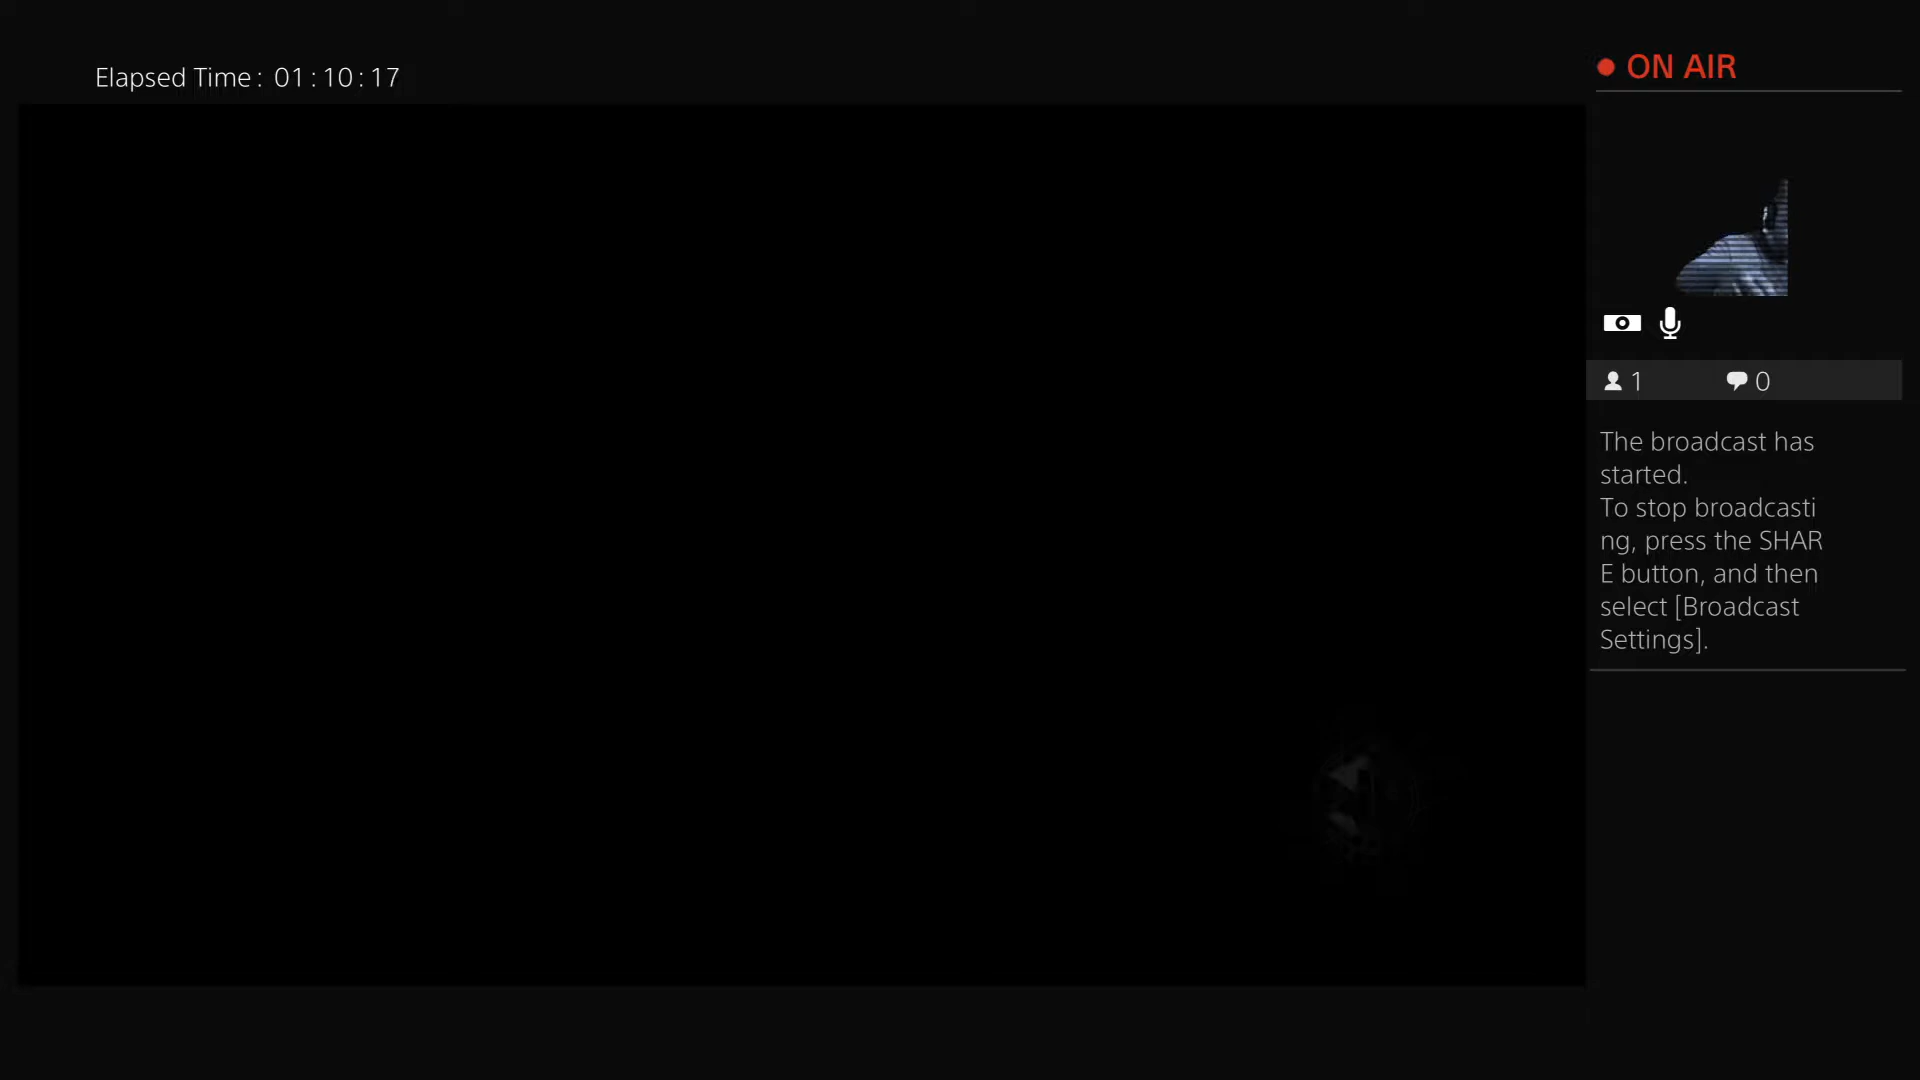 Elapsed Time: 01:10:17
ON AIR
1 0
The broadcast has
started.
To stop broadcasti
ng, press the SHAR
E button, and then
select [Broadcast
Settings].